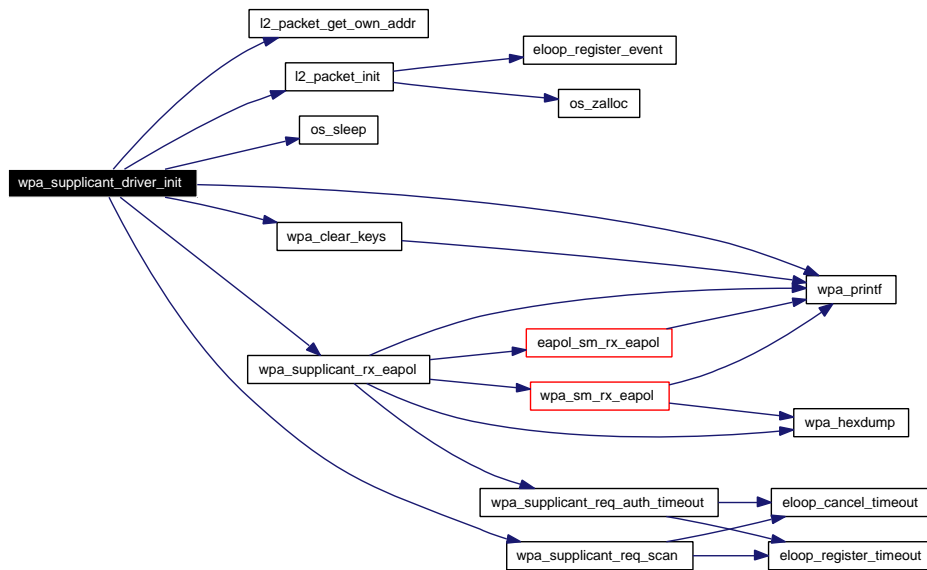 l2_packet_get_own_addr
eloop_register_event
l2_packet_init
os_zalloc
os_sleep
wpa_supplicant_driver_init
wpa_clear_keys
wpa_printf
eapol_sm_rx_eapol
wpa_supplicant_rx_eapol
wpa_sm_rx_eapol
wpa_hexdump
wpa_supplicant_req_auth_timeout
eloop_cancel_timeout
wpa_supplicant_req_scan
eloop_register_timeout